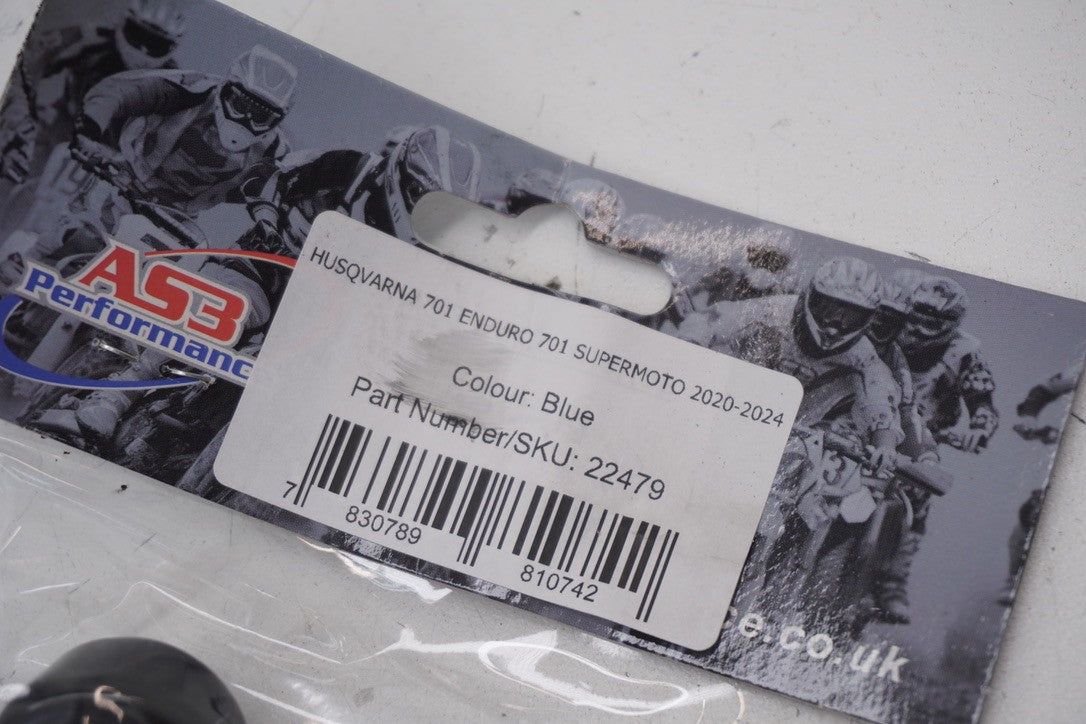 AS3
Performanc
HUSQVARNA 701 ENDURO 701 SUPERMOTO 2020-2024
Colour: Blue
Part Number/SKU: 22479
7 830789 810742
e.co.uk